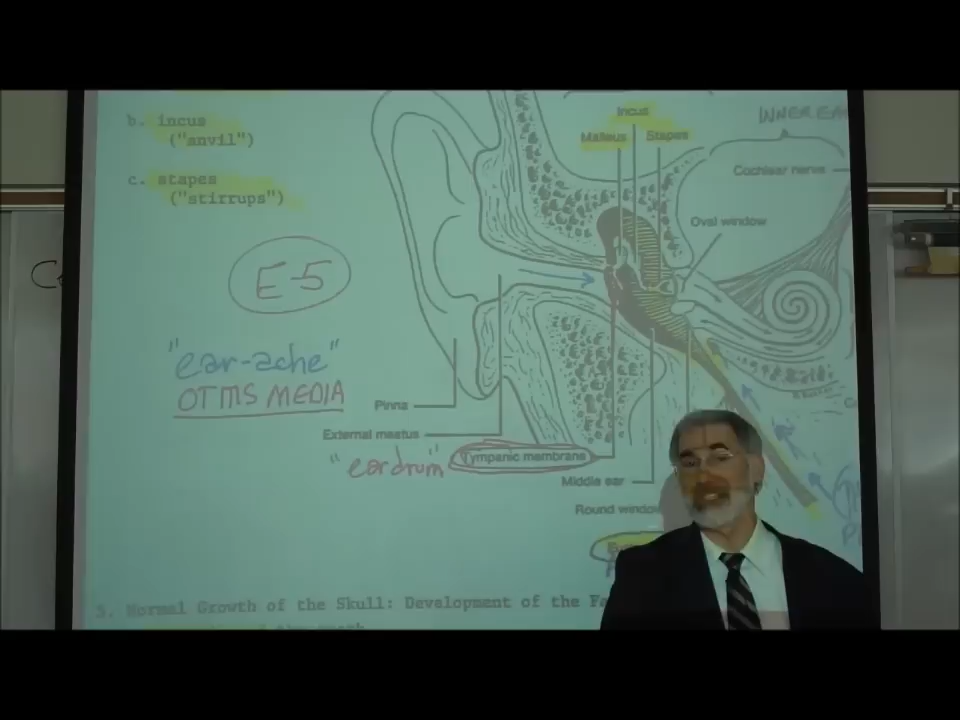 b. incus
("anvil")
c. stapes
("stirrups")
E-5
"ear-ache"
OTITIS MEDIA
Incus
Malleus
Stapes
INNER EAR
Cochlear nerve
Oval window
Pinna
External meatus
"eardrum"
Tympanic membrane
Middle ear
Round window
3. Normal Growth of the Skull: Development of the